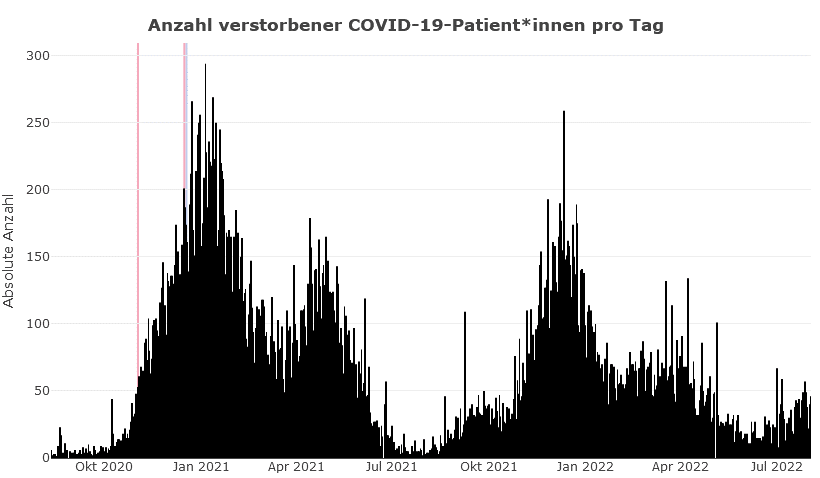 Anzahl verstorbener COVID-19-Patient*innen pro Tag
Absolute Anzahl
300
250
200
150
100
50
0
Okt 2020 Jan 2021 Apr 2021 Jul 2021 Okt 2021 Jan 2022 Apr 2022 Jul 2022